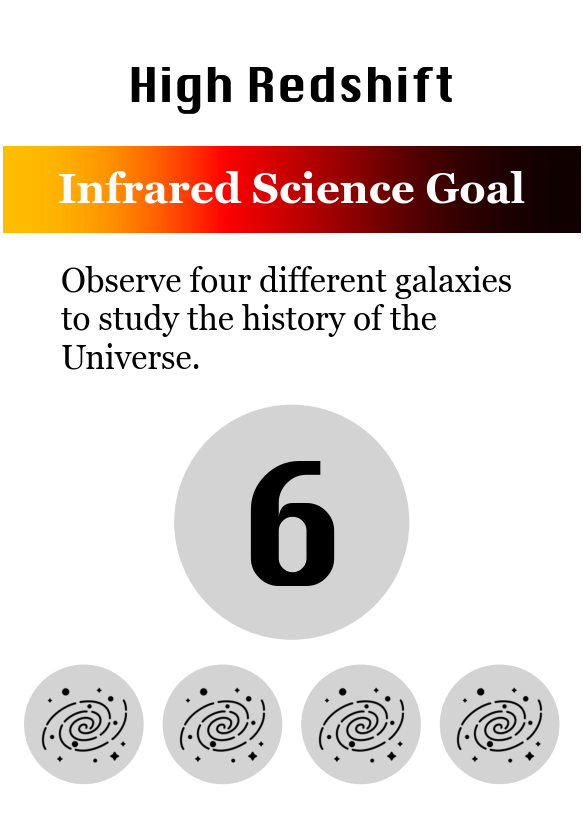 High Redshift
Infrared Science Goal
Observe four different galaxies
to study the history of the
Universe.
6